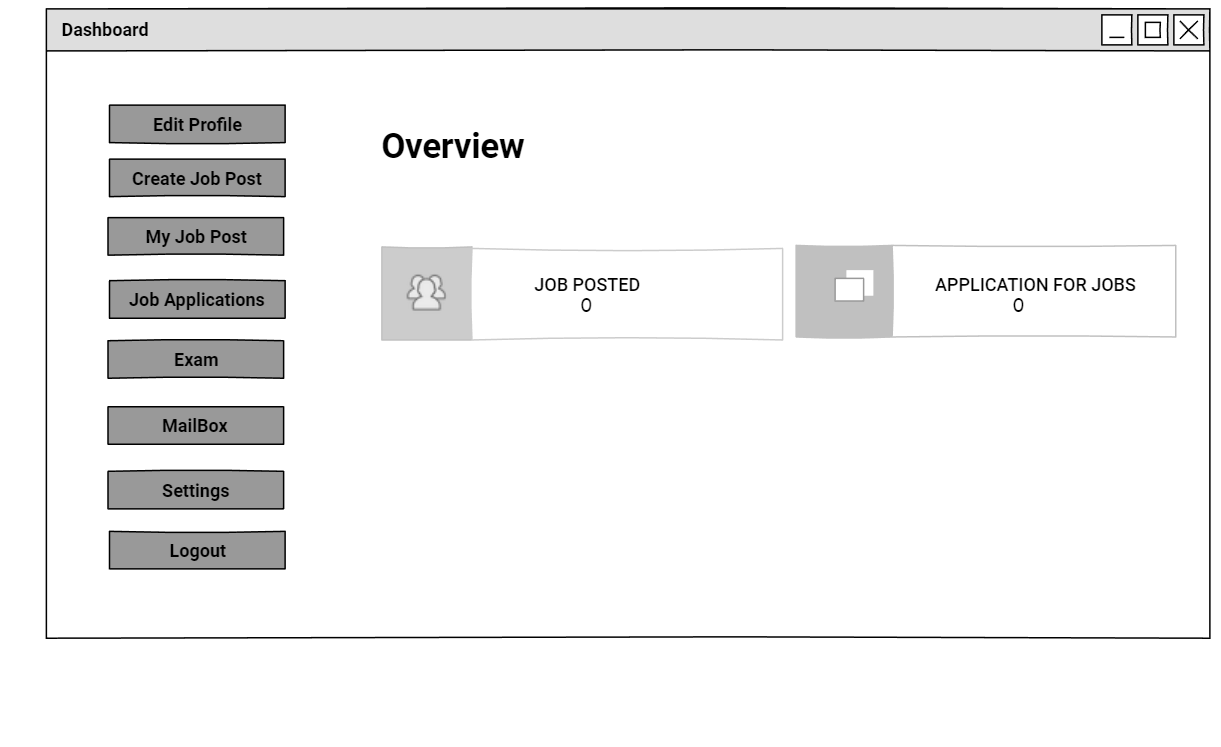 Dashboard
Edit Profile
Create Job Post
My Job Post
Job Applications
Exam
MailBox
Settings
Logout
Overview
JOB POSTED
0
APPLICATION FOR JOBS
0